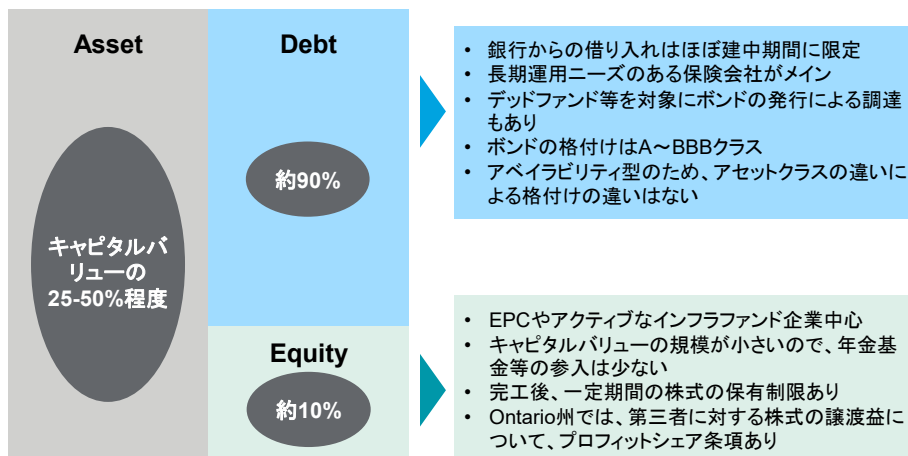 Asset
キャピタルバ
リューの
25-50%程度
Debt
約90%
Equity
約10%
• 銀行からの借り入れはほぼ建中期間に限定
• 長期運用ニーズのある保険会社がメイン
• デッドファンド等を対象にボンドの発行による調達
もあり
• ボンドの格付けはA～BBBクラス
• アベイラビリティ型のため、アセットクラスの違いに
よる格付けの違いはない
• EPCやアクティブなインフラファンド企業中心
• キャピタルバリューの規模が小さいので、年金基
金等の参入は少ない
• 完工後、一定期間の株式の保有制限あり
• Ontario州では、第三者に対する株式の譲渡益に
ついて、プロフィットシェア条項あり